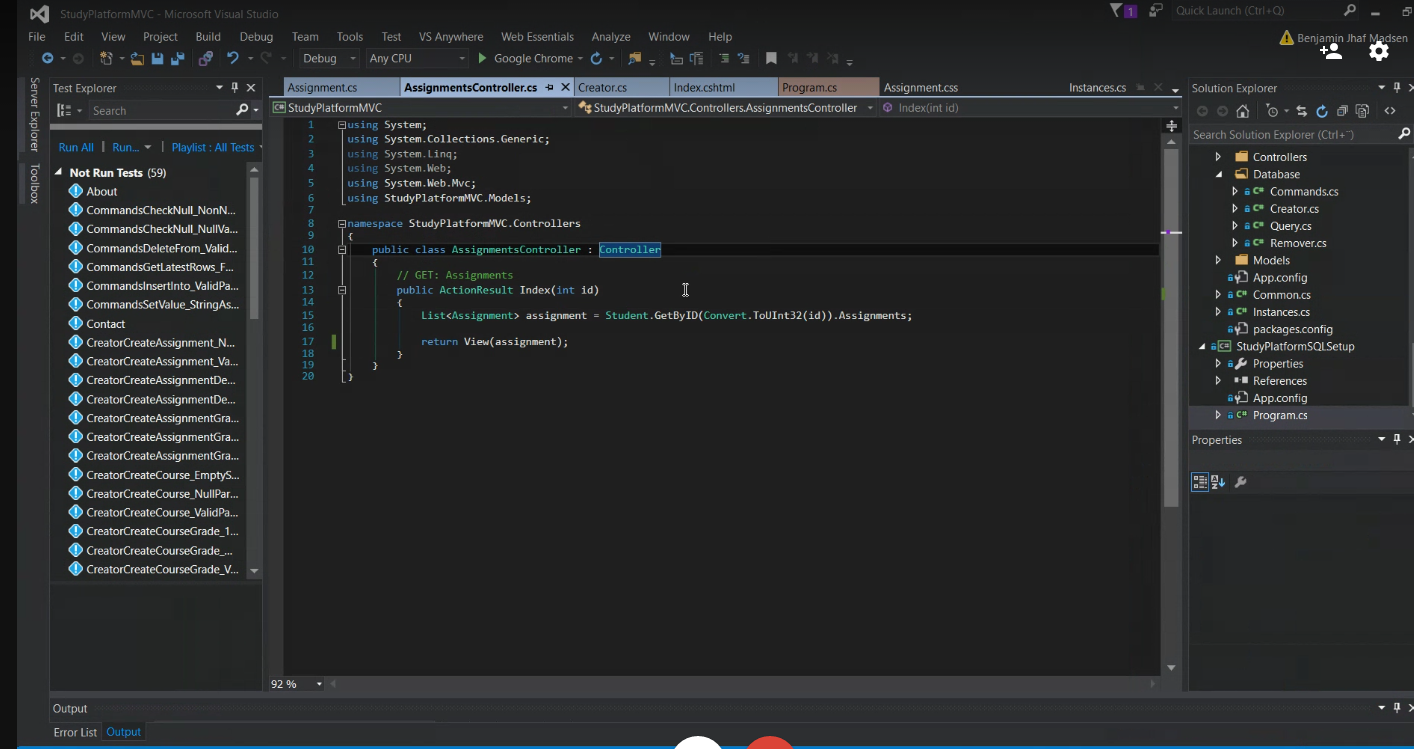 StudyPlatformMVC - Microsoft Visual Studio
1
Quick Launch (Ctrl+Q)
File Edit View Project Build Debug Team Tools Test VS Anywhere Web Essentials Analyze Window Help
Benjamin Jhaf Madsen
Debug Any CPU Google Chrome
Server Explorer
Toolbox
Test Explorer
Search
Run All Run... Playlist : All Tests
Not Run Tests (59)
About
CommandsCheckNull_NonN...
CommandsCheckNull_NullVa...
CommandsDeleteFrom_Valid...
CommandsGetLatestRows_F...
CommandsInsertInto_ValidPa...
CommandsSetValue_StringAs...
Contact
CreatorCreateAssignment_N...
CreatorCreateAssignment_Va...
CreatorCreateAssignmentDe...
CreatorCreateAssignmentDe...
CreatorCreateAssignmentGra...
CreatorCreateAssignmentGra...
CreatorCreateAssignmentGra...
CreatorCreateCourse_EmptyS...
CreatorCreateCourse_NullPar...
CreatorCreateCourse_ValidPa...
CreatorCreateCourseGrade_1...
CreatorCreateCourseGrade_...
CreatorCreateCourseGrade_V...
Assignment.cs AssignmentsController.cs Creator.cs Index.cshtml Program.cs Assignment.css Instances.cs
StudyPlatformMVC StudyPlatformMVC.Controllers.AssignmentsController Index(int id)
1 using System;
2 using System.Collections.Generic;
3 using System.Linq;
4 using System.Web;
5 using System.Web.Mvc;
6 using StudyPlatformMVC.Models;
7
8 namespace StudyPlatformMVC.Controllers
9 {
10 public class AssignmentsController : Controller
11 {
12 // GET: Assignments
13 public ActionResult Index(int id)
14 {
15 List<Assignment> assignment = Student.GetByID(Convert.ToUInt32(id)).Assignments;
16
17 return View(assignment);
18 }
19 }
20 }
92 %
Solution Explorer
Search Solution Explorer (Ctrl+¨)
Controllers
Database
C# Commands.cs
C# Creator.cs
C# Query.cs
C# Remover.cs
Models
App.config
C# Common.cs
C# Instances.cs
packages.config
C# StudyPlatformSQLSetup
Properties
References
App.config
C# Program.cs
Properties
Output
Error List Output